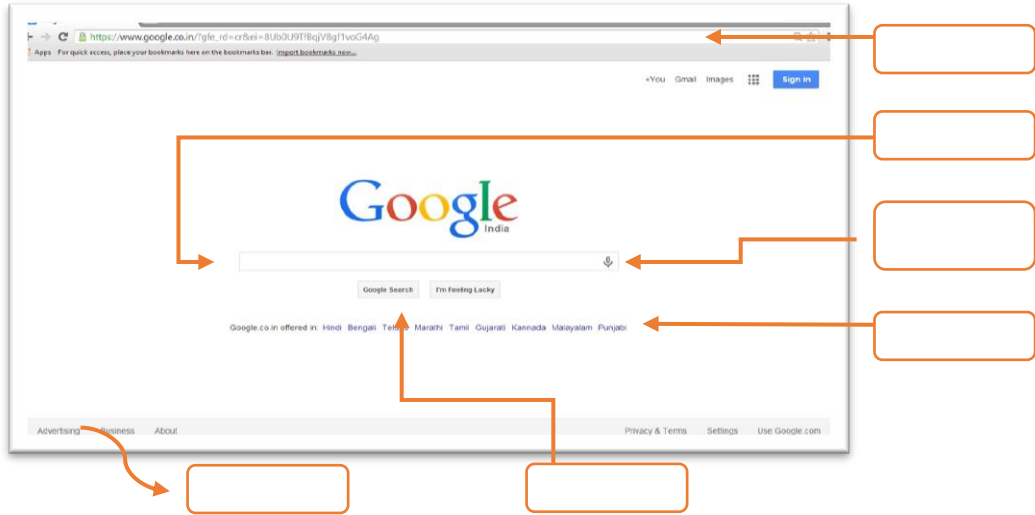 https://www.google.co.in/?gfe_rd=cr&ei=8Ub0U9TfBqjV8gf1voG4Ag
Apps For quick access, place your bookmarks here on the bookmarks bar. Import bookmarks now...
+You Gmail Images Sign in
Google
India
Google Search I'm Feeling Lucky
Google.co.in offered in: Hindi Bengali Telugu Marathi Tamil Gujarati Kannada Malayalam Punjabi
Advertising Business About Privacy & Terms Settings Use Google.com